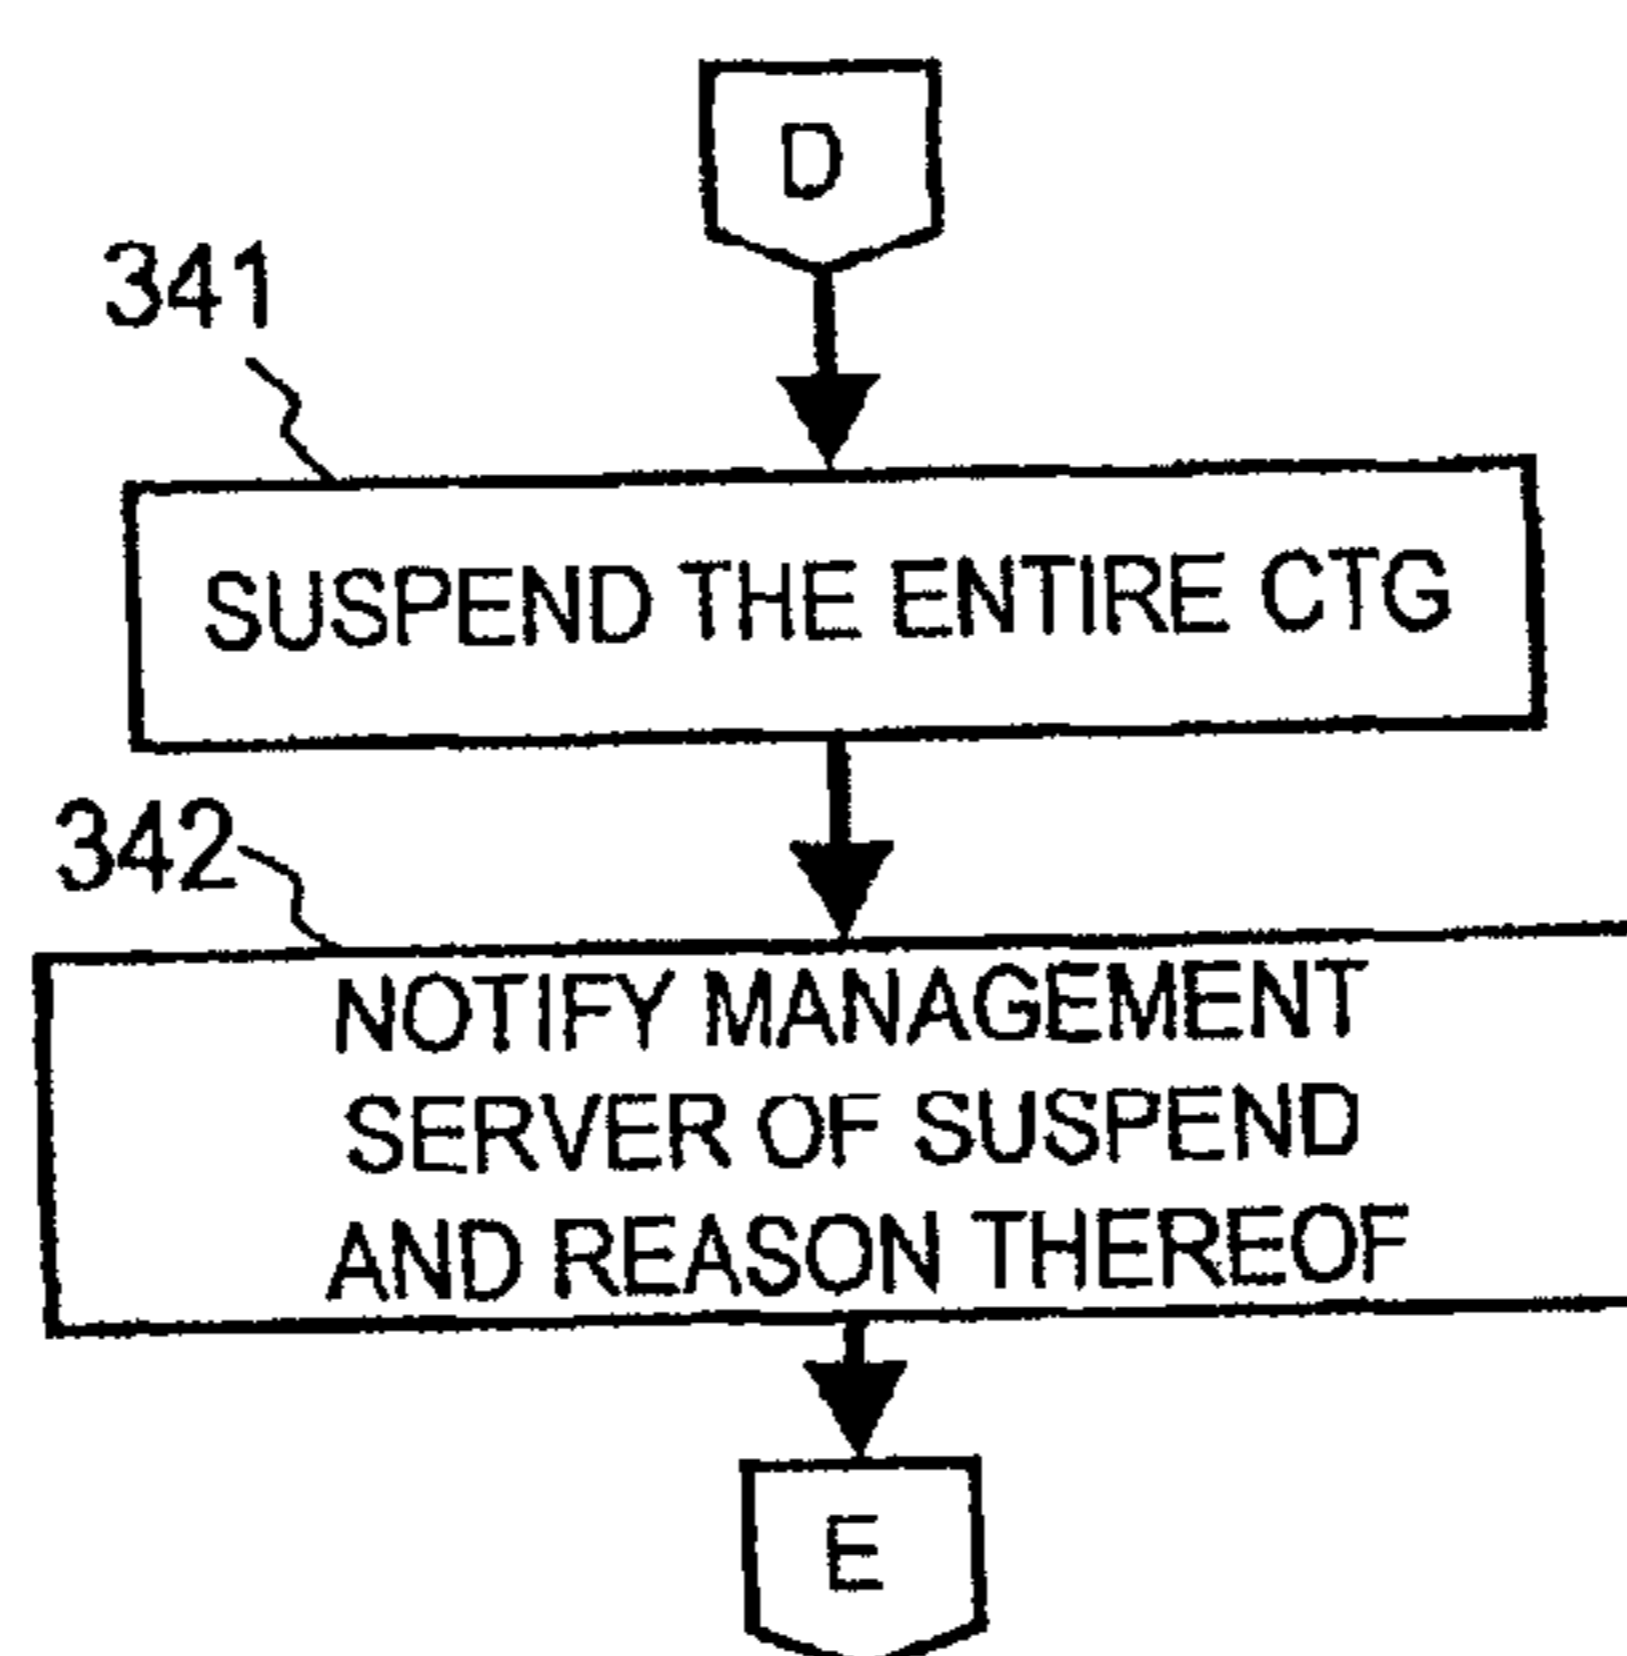 D
341
SUSPEND THE ENTIRE CTG
342
NOTIFY MANAGEMENT
SERVER OF SUSPEND
AND REASON THEREOF
E